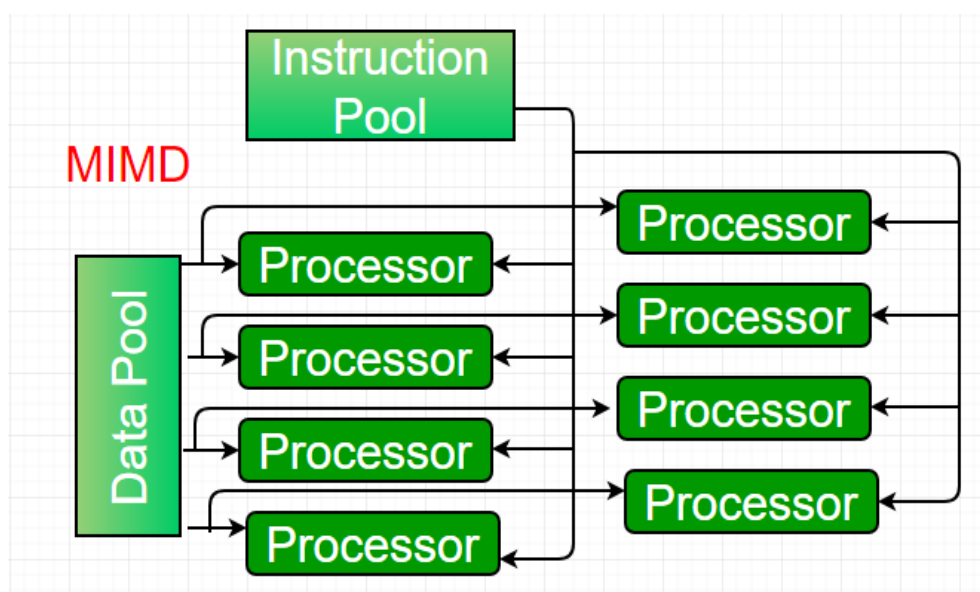 Instruction
Pool
MIMD
Processor
Processor
Processor
Processor
Data Pool
Processor
Processor
Processor
Processor